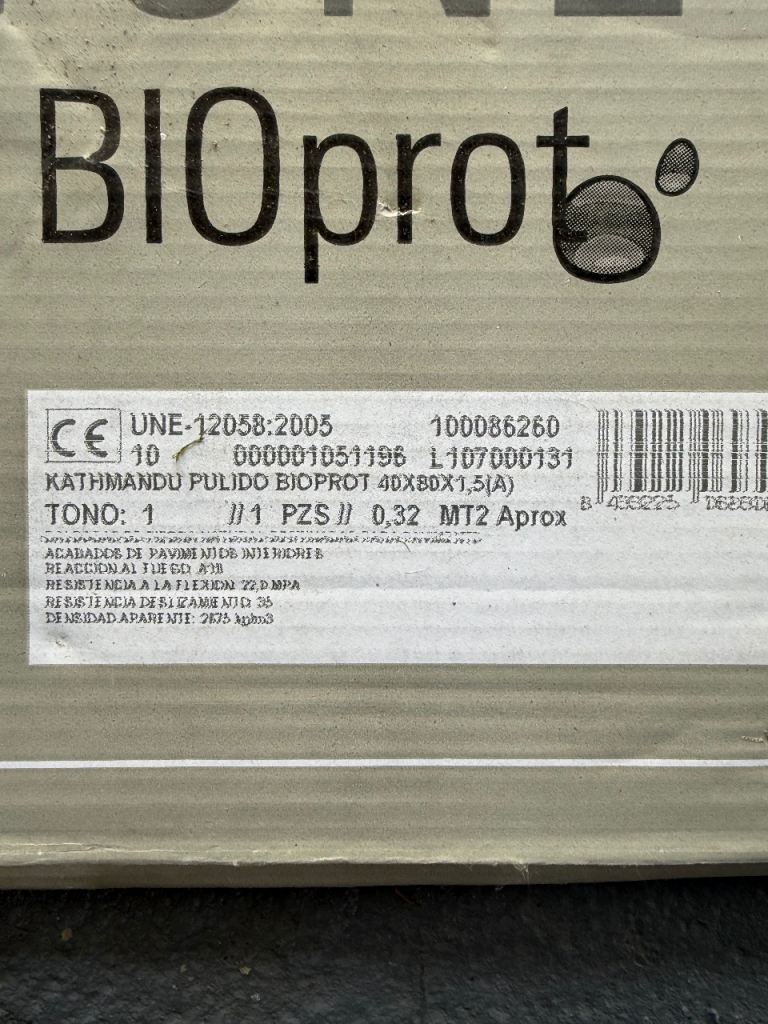 BIOprot
CE UNE-12058:2005 100086260
10 000001051196 L107000131
KATHMANDU PULIDO BIOPROT 40X80X1,5(A)
TONO: 1 // 1 PZS // 0,32 MT2 Aprox
ACABADOS DE PAVIMENTOS INTERIORES
REACCION AL FUEGO:
RESISTENCIA A LA FLEXION: 22,0 MPA
RESISTENCIA DESLIZAMIENTO: 35
DENSIDAD APARENTE: 2675